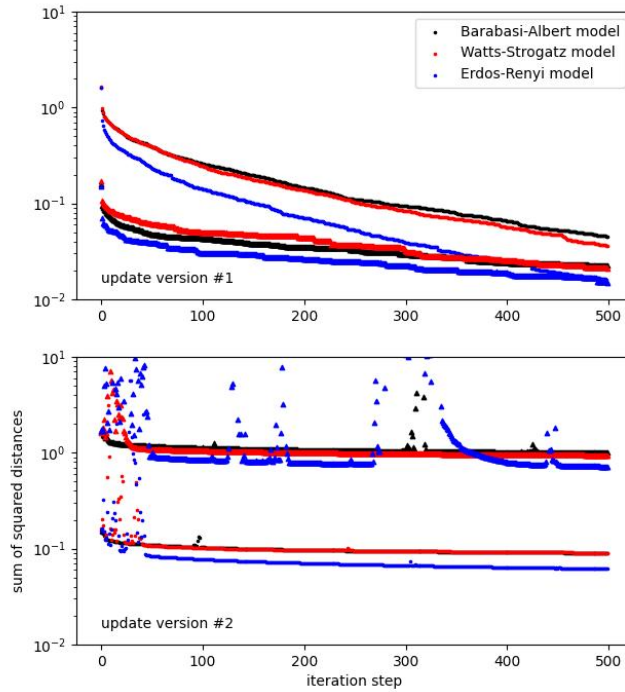 10¹
Barabasi-Albert model
Watts-Strogatz model
Erdos-Renyi model
10⁰
10⁻¹
update version #1
10⁻²
0 100 200 300 400 500
10¹
10⁰
10⁻¹
sum of squared distances
update version #2
10⁻²
0 100 200 300 400 500
iteration step